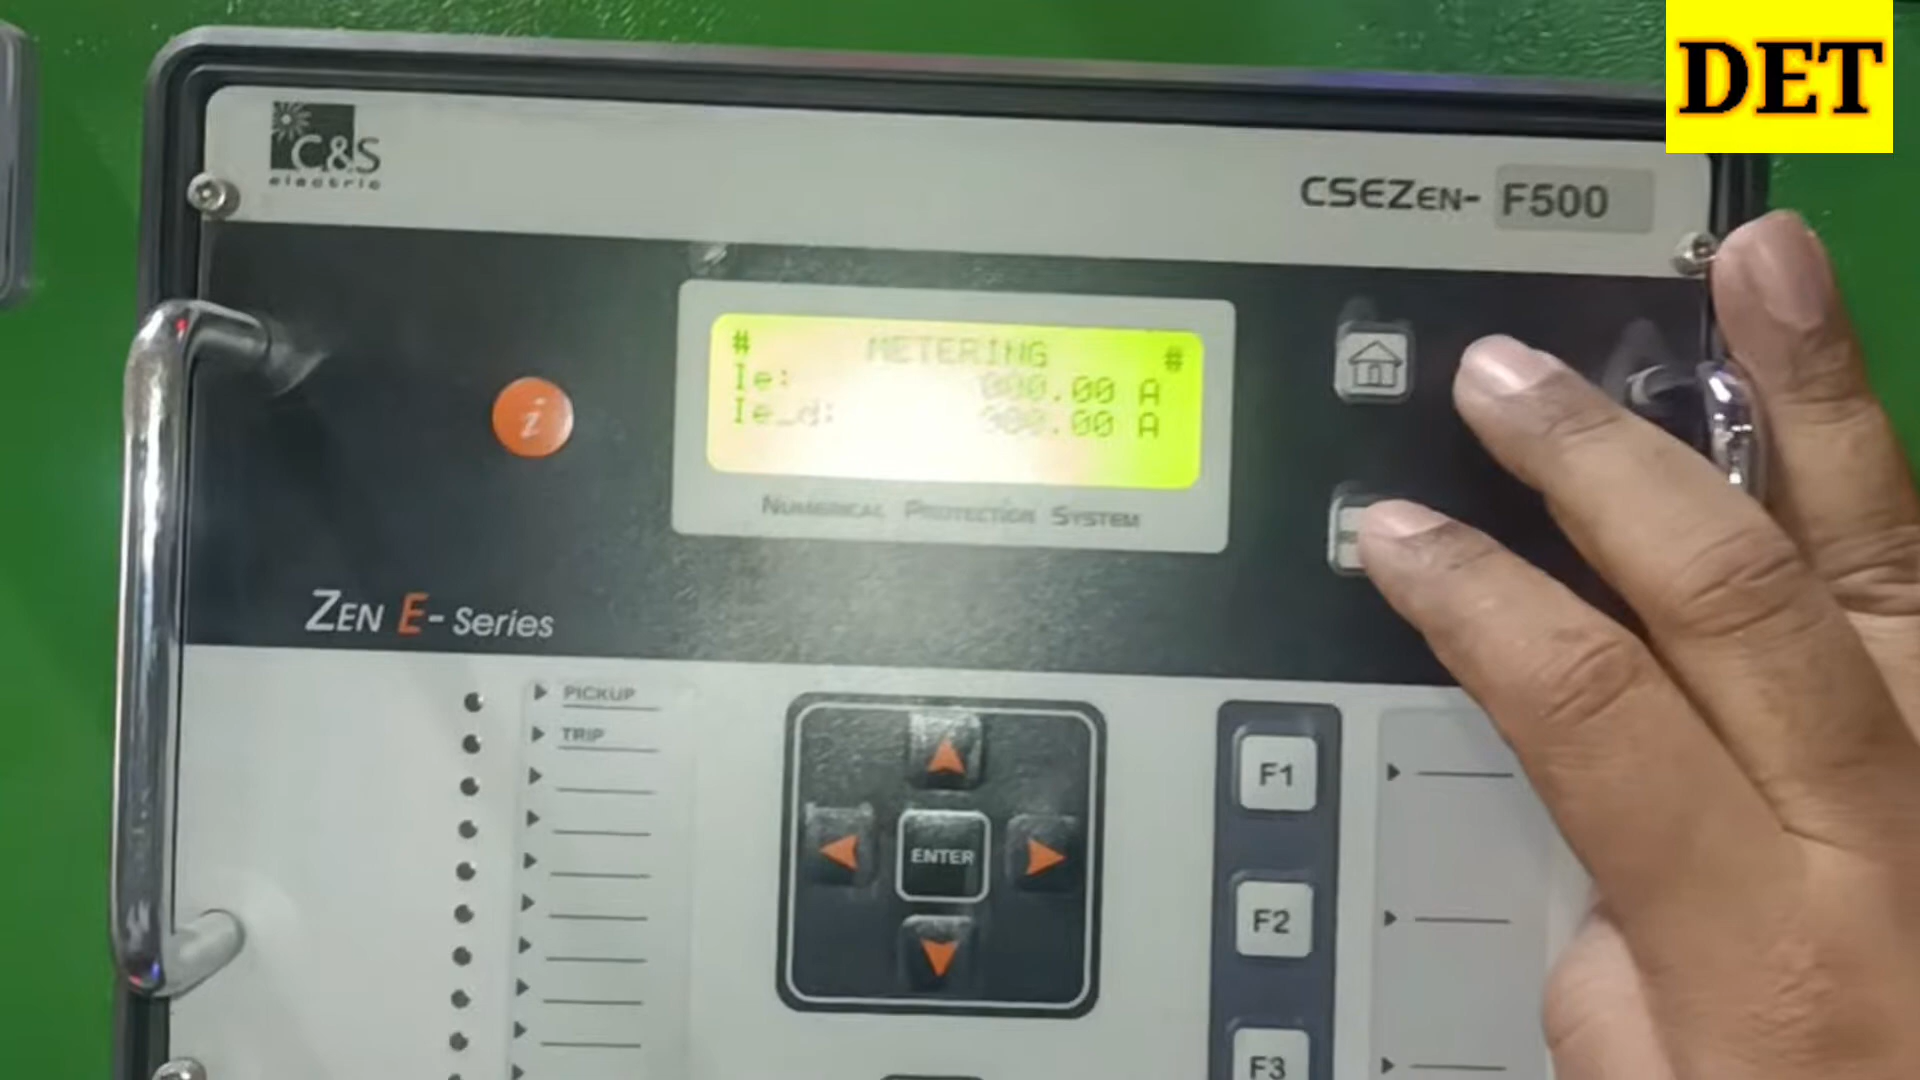 DET
C&S
electric
CSEZEN- F500
# METERING #
Ie: 000.00 A
Ie_d: 000.00 A
NUMERICAL PROTECTION SYSTEM
i
ZEN E- Series
PICKUP
TRIP
ENTER
F1
F2
F3